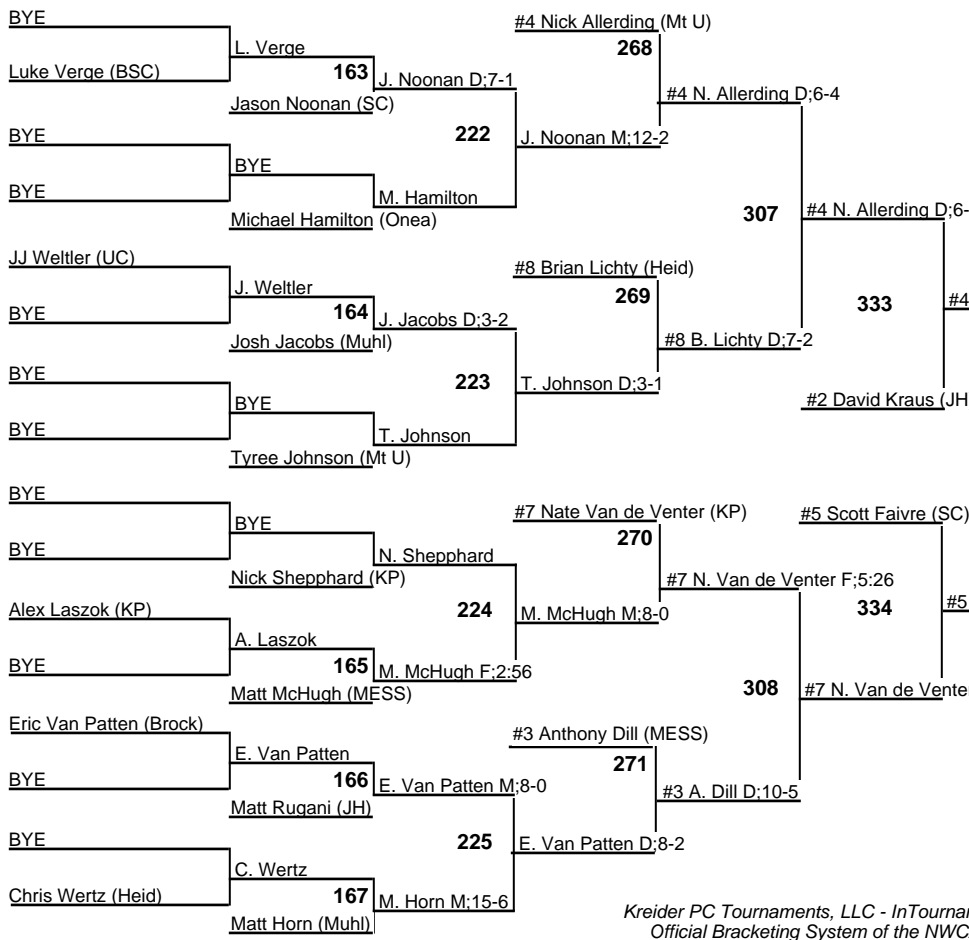 BYE
#4 Nick Allerding (Mt U)
L. Verge
268
Luke Verge (BSC)
163
J. Noonan D;7-1
#4 N. Allerding D;6-4
Jason Noonan (SC)
BYE
222
J. Noonan M;12-2
BYE
BYE
M. Hamilton
307
#4 N. Allerding D;6-
Michael Hamilton (Onea)
JJ Weltler (UC)
#8 Brian Lichty (Heid)
J. Weltler
269
333
#4
BYE
164
J. Jacobs D;3-2
Josh Jacobs (Muhl)
#8 B. Lichty D;7-2
BYE
223
T. Johnson D;3-1
BYE
#2 David Kraus (JH
BYE
T. Johnson
Tyree Johnson (Mt U)
BYE
#7 Nate Van de Venter (KP)
#5 Scott Faivre (SC)
BYE
270
BYE
N. Shepphard
Nick Shepphard (KP)
#7 N. Van de Venter F;5:26
Alex Laszok (KP)
224
M. McHugh M;8-0
334
#5
A. Laszok
BYE
165
M. McHugh F;2:56
Matt McHugh (MESS)
308
#7 N. Van de Venter
Eric Van Patten (Brock)
#3 Anthony Dill (MESS)
E. Van Patten
271
BYE
166
E. Van Patten M;8-0
#3 A. Dill D;10-5
Matt Rugani (JH)
BYE
225
E. Van Patten D;8-2
C. Wertz
Chris Wertz (Heid)
167
M. Horn M;15-6
Matt Horn (Muhl)
Kreider PC Tournaments, LLC - InTournam
Official Bracketing System of the NWC